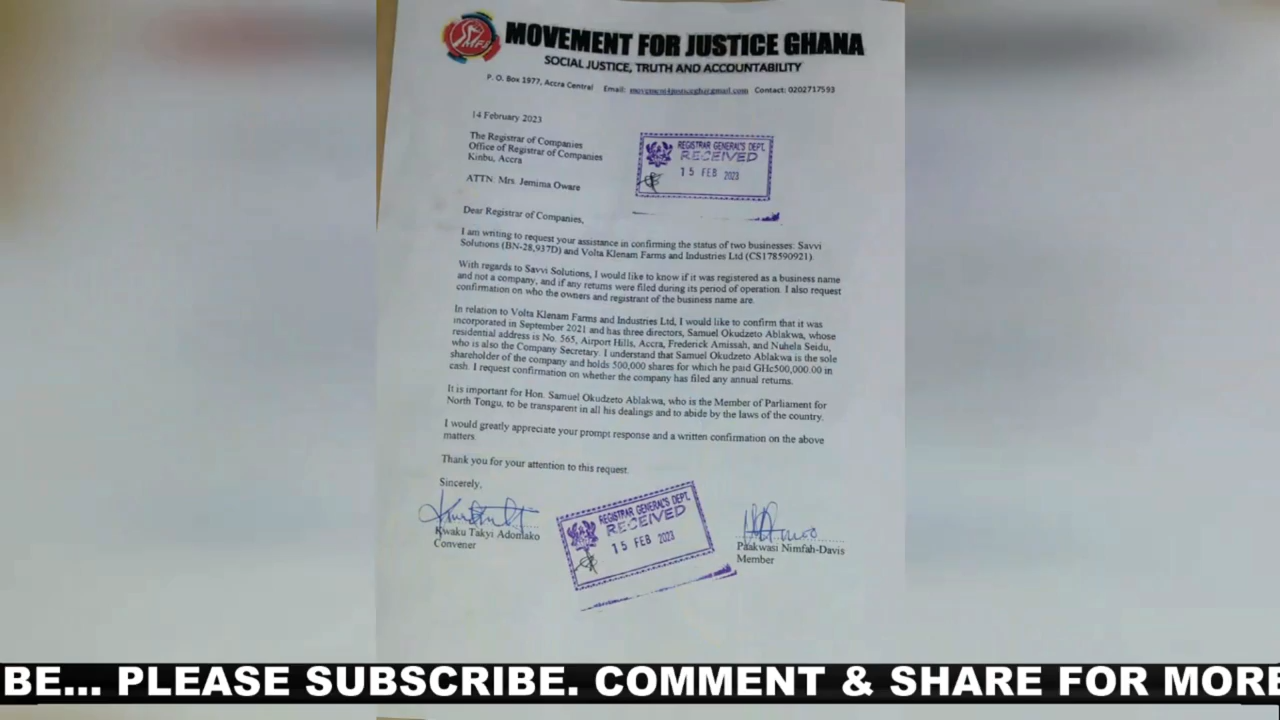 MFJ
MOVEMENT FOR JUSTICE GHANA
SOCIAL JUSTICE, TRUTH AND ACCOUNTABILITY
P. O. Box 1977, Accra Central Email: Contact: 0202717593
14 February 2023
The Registrar of Companies
Office of Registrar of Companies
Kinbu, Accra
ATTN. Mrs. Jemima Oware
REGISTRAR GENERAL'S DEPT.
RECEIVED
15 FEB 2023
Dear Registrar of Companies,
I am writing to request your assistance in confirming the status of two businesses: Savvi
Solutions (BN-28,937D) and Volta Klenam Farms and Industries Ltd (CS178590921).
With regards to Savvi Solutions, I would like to know if it was registered as a business name
and not a company, and if any returns were filed during its period of operation. I also request
confirmation on who the owners and registrant of the business name are.
In relation to Volta Klenam Farms and Industries Ltd, I would like to confirm that it was
incorporated in September 2021 and has three directors, Samuel Okudzeto Ablakwa, whose
residential address is No. 565, Airport Hills, Accra, Frederick Amissah, and Nuhela Seidu,
who is also the Company Secretary. I understand that Samuel Okudzeto Ablakwa is the sole
shareholder of the company and holds 500,000 shares for which he paid GHc500,000.00 in
cash. I request confirmation on whether the company has filed any annual returns.
It is important for Hon. Samuel Okudzeto Ablakwa, who is the Member of Parliament for
North Tongu, to be transparent in all his dealings and to abide by the laws of the country.
I would greatly appreciate your prompt response and a written confirmation on the above
matters.
Thank you for your attention to this request.
Sincerely,
Kwaku Takyi Adomako
Convener
REGISTRAR GENERAL'S DEPT.
RECEIVED
15 FEB 2023
Paakwasi Nimfah-Davis
Member
BE... PLEASE SUBSCRIBE. COMMENT & SHARE FOR MORE